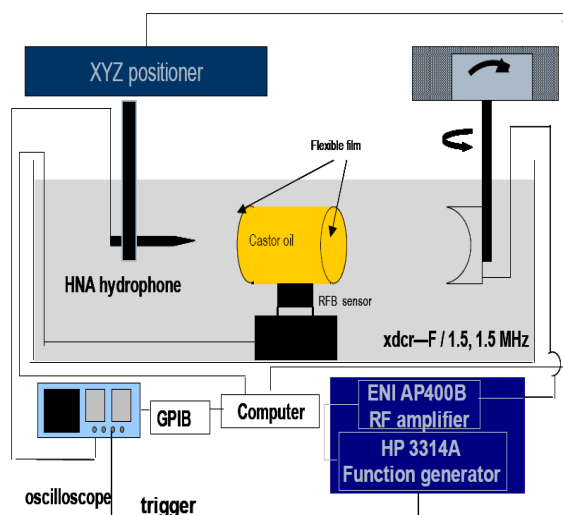 XYZ positioner
Flexible film
Castor oil
HNA hydrophone
RFB sensor
xdcr—F / 1.5, 1.5 MHz
ENI AP400B
RF amplifier
GPIB
Computer
HP 3314A
Function generator
oscilloscope
trigger